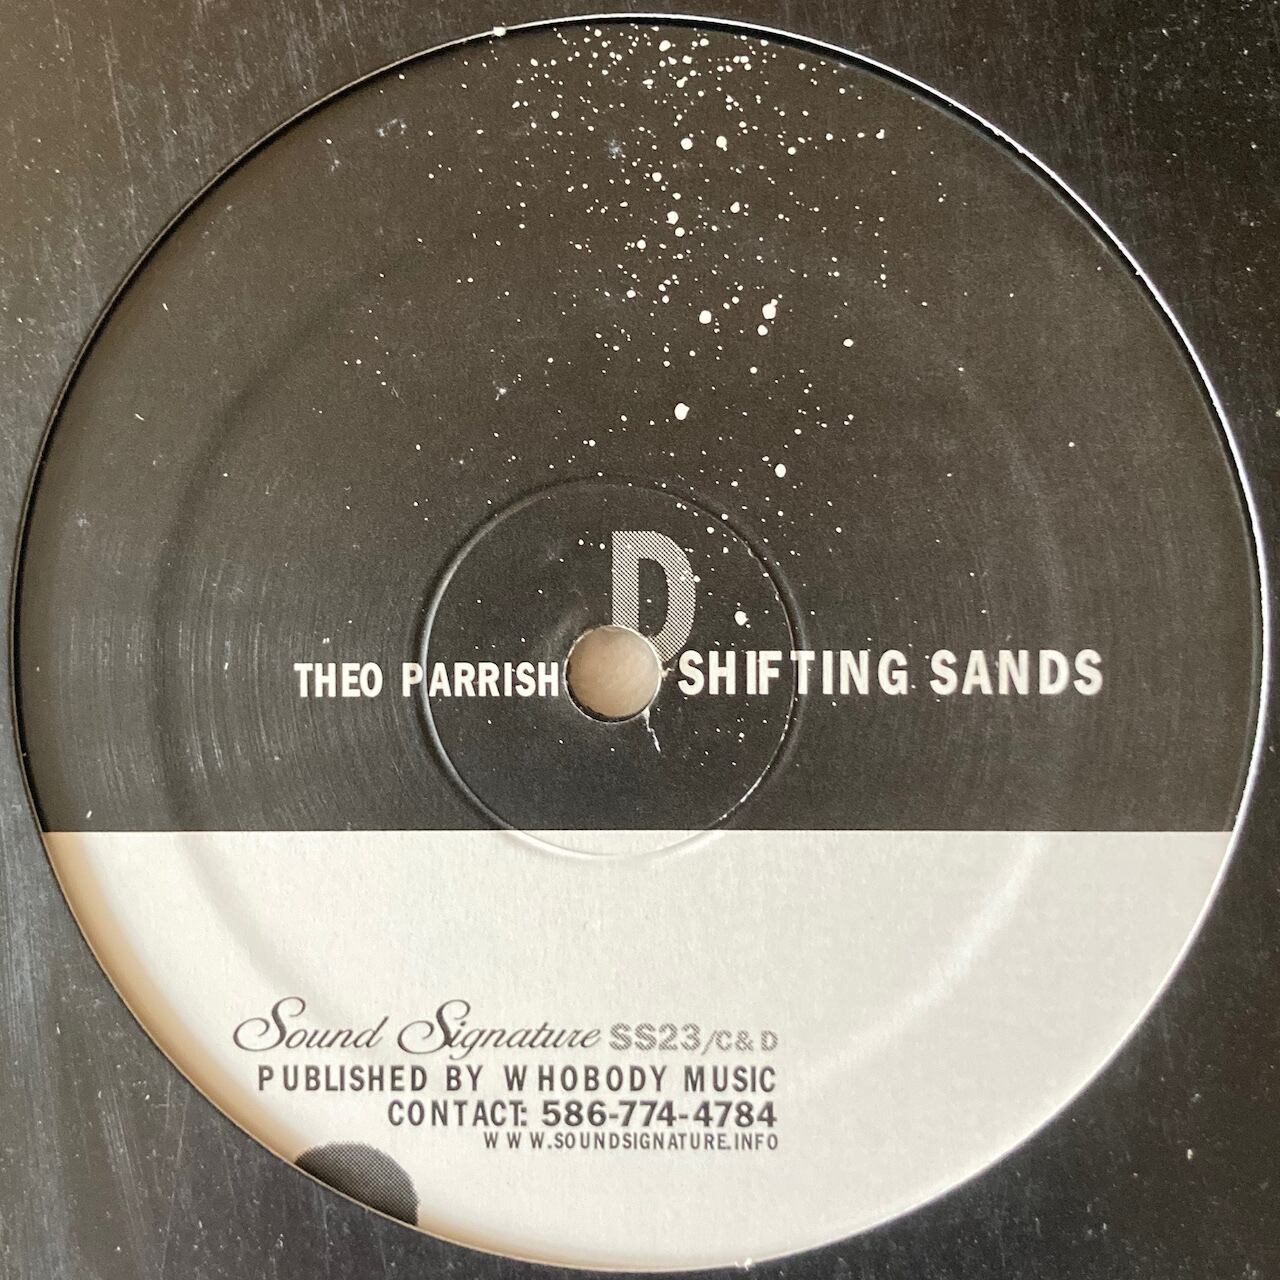 D
THEO PARRISH SHIFTING SANDS
Sound Signature SS23/C&D
PUBLISHED BY WHOBODY MUSIC
CONTACT: 586-774-4784
WWW.SOUNDSIGNATURE.INFO